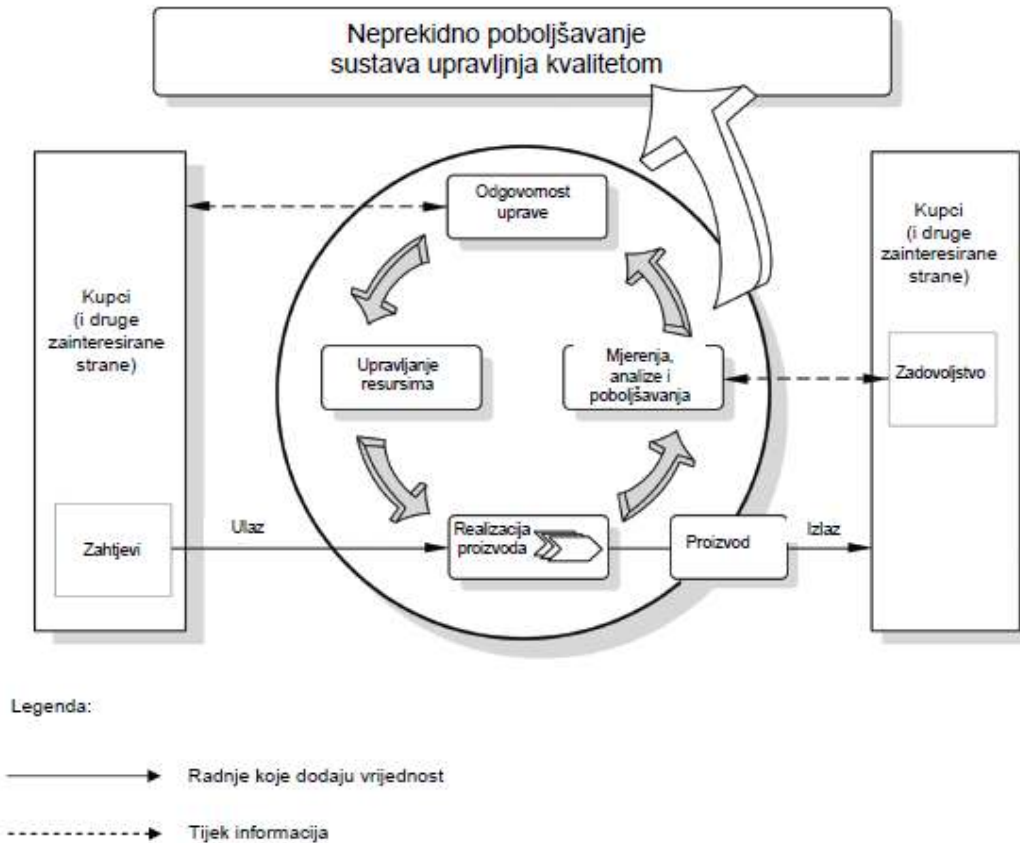 Neprekidno poboljšavanje
sustava upravljnja kvalitetom
Odgovornost
uprave
Kupci
(i druge
zainteresirane
strane)
Kupci
(i druge
zainteresirane
strane)
Upravljanje
resursima
Mjerenja,
analize i
poboljšavanja
Zadovoljstvo
Zahtjevi
Ulaz
Realizacija
proizvoda
Proizvod
Izlaz
Legenda:
Radnje koje dodaju vrijednost
Tijek informacija